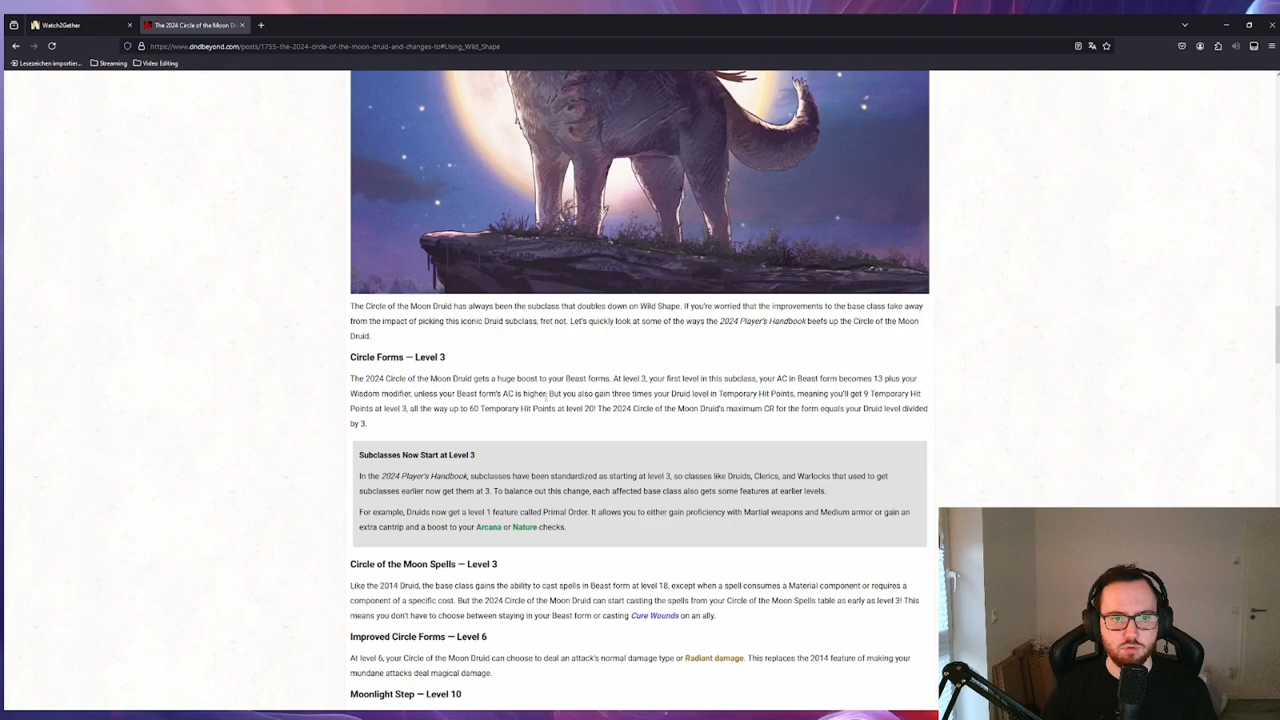 Watch2Gether
The 2024 Circle of the Moon D
https://www.dndbeyond.com/posts/1755-the-2024-circle-of-the-moon-druid-and-changes-to#Using_Wild_Shape
Lesezeichen importier...
Streaming
Video Editing
The Circle of the Moon Druid has always been the subclass that doubles down on Wild Shape. If you're worried that the improvements to the base class take away
from the impact of picking this iconic Druid subclass, fret not. Let's quickly look at some of the ways the 2024 Player's Handbook beefs up the Circle of the Moon
Druid.
Circle Forms — Level 3
The 2024 Circle of the Moon Druid gets a huge boost to your Beast forms. At level 3, your first level in this subclass, your AC in Beast form becomes 13 plus your
Wisdom modifier, unless your Beast form's AC is higher. But you also gain three times your Druid level in Temporary Hit Points, meaning you'll get 9 Temporary Hit
Points at level 3, all the way up to 60 Temporary Hit Points at level 20! The 2024 Circle of the Moon Druid's maximum CR for the form equals your Druid level divided
by 3.
Subclasses Now Start at Level 3
In the 2024 Player's Handbook, subclasses have been standardized as starting at level 3, so classes like Druids, Clerics, and Warlocks that used to get
subclasses earlier now get them at 3. To balance out this change, each affected base class also gets some features at earlier levels.
For example, Druids now get a level 1 feature called Primal Order. It allows you to either gain proficiency with Martial weapons and Medium armor or gain an
extra cantrip and a boost to your Arcana or Nature checks.
Circle of the Moon Spells — Level 3
Like the 2014 Druid, the base class gains the ability to cast spells in Beast form at level 18, except when a spell consumes a Material component or requires a
component of a specific cost. But the 2024 Circle of the Moon Druid can start casting the spells from your Circle of the Moon Spells table as early as level 3! This
means you don't have to choose between staying in your Beast form or casting Cure Wounds on an ally.
Improved Circle Forms — Level 6
At level 6, your Circle of the Moon Druid can choose to deal an attack's normal damage type or Radiant damage. This replaces the 2014 feature of making your
mundane attacks deal magical damage.
Moonlight Step — Level 10